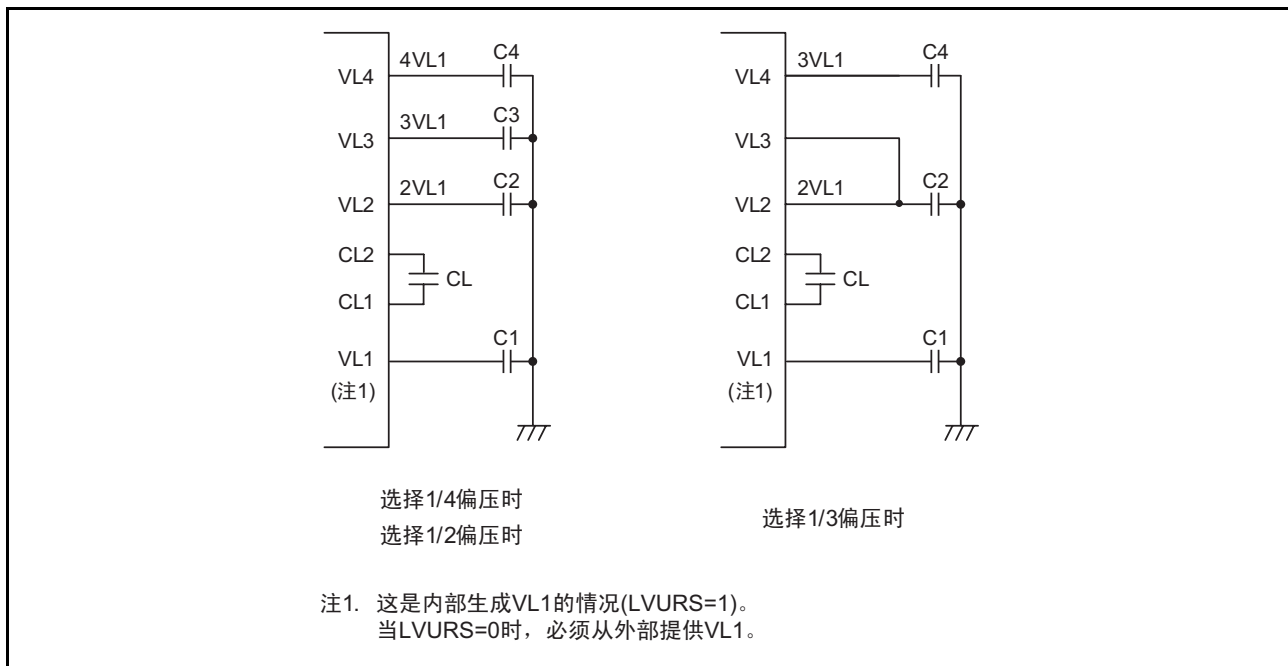 4VL1
C4
VL4
3VL1
C3
VL3
2VL1
C2
VL2
CL2
CL
CL1
C1
VL1
(注1)
选择1/4偏压时
选择1/2偏压时
3VL1
C4
VL4
VL3
2VL1
C2
VL2
CL2
CL
CL1
C1
VL1
(注1)
选择1/3偏压时
注1. 这是内部生成VL1的情况(LVURS=1)。
当LVURS=0时，必须从外部提供VL1。